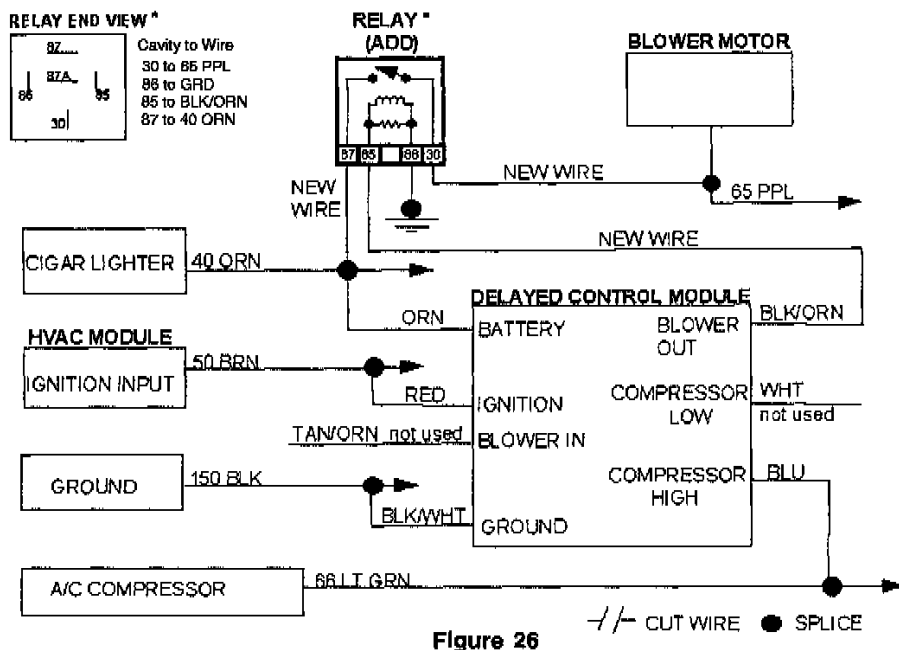 RELAY END VIEW *
87
87A
86
85
30
Cavity to Wire
30 to 65 PPL
86 to GRD
85 to BLK/ORN
87 to 40 ORN
RELAY *
(ADD)
87 85 86 30
BLOWER MOTOR
NEW WIRE
65 PPL
NEW
WIRE
NEW WIRE
CIGAR LIGHTER
40 ORN
DELAYED CONTROL MODULE
ORN
BATTERY
BLOWER
OUT
BLK/ORN
HVAC MODULE
IGNITION INPUT
50 BRN
RED
IGNITION
COMPRESSOR
LOW
WHT
not used
TAN/ORN not used
BLOWER IN
GROUND
150 BLK
BLK/WHT
GROUND
COMPRESSOR
HIGH
BLU
A/C COMPRESSOR
66 LT GRN
-//- CUT WIRE
SPLICE
Figure 26